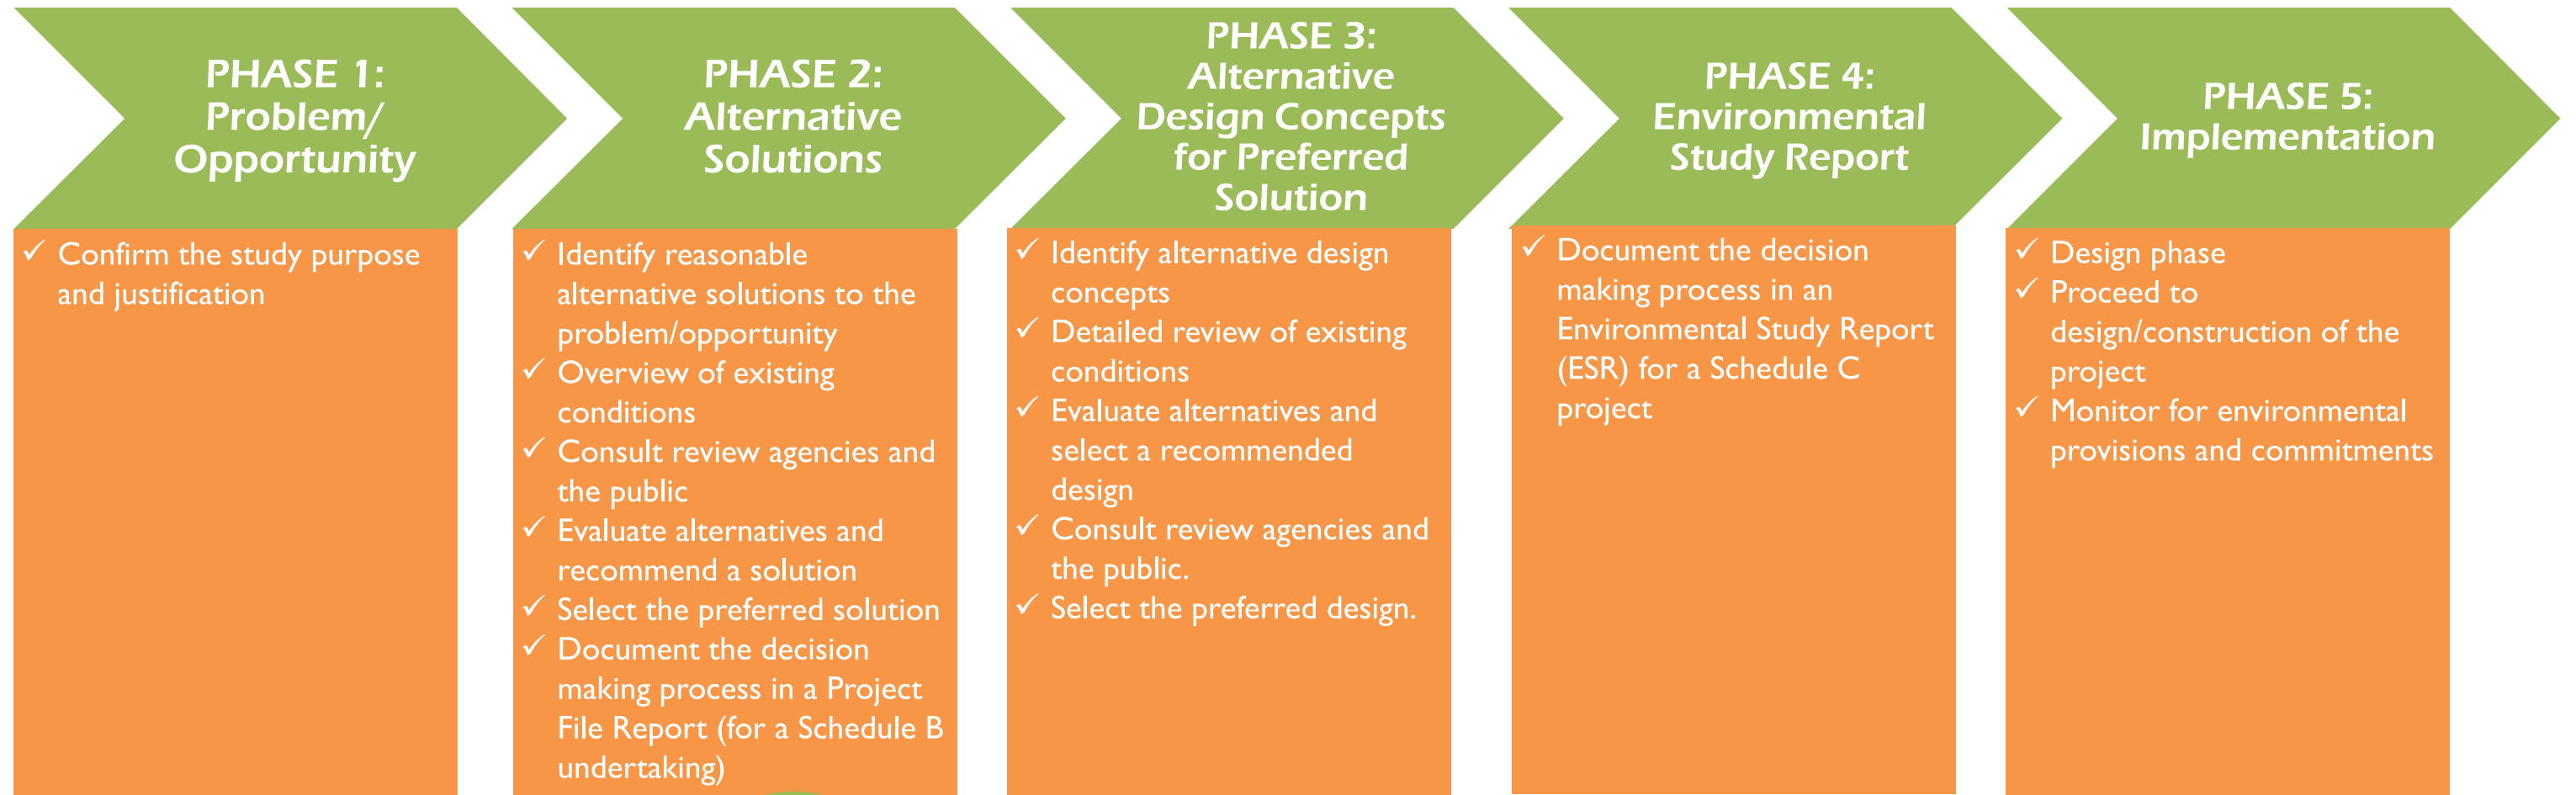 PHASE 1:
Problem/
Opportunity
✓ Confirm the study purpose
and justification
PHASE 2:
Alternative
Solutions
✓ Identify reasonable
alternative solutions to the
problem/opportunity
✓ Overview of existing
conditions
✓ Consult review agencies and
the public
✓ Evaluate alternatives and
recommend a solution
✓ Select the preferred solution
✓ Document the decision
making process in a Project
File Report (for a Schedule B
undertaking)
PHASE 3:
Alternative
Design Concepts
for Preferred
Solution
✓ Identify alternative design
concepts
✓ Detailed review of existing
conditions
✓ Evaluate alternatives and
select a recommended
design
✓ Consult review agencies and
the public.
✓ Select the preferred design.
PHASE 4:
Environmental
Study Report
✓ Document the decision
making process in an
Environmental Study Report
(ESR) for a Schedule C
project
PHASE 5:
Implementation
✓ Design phase
✓ Proceed to
design/construction of the
project
✓ Monitor for environmental
provisions and commitments